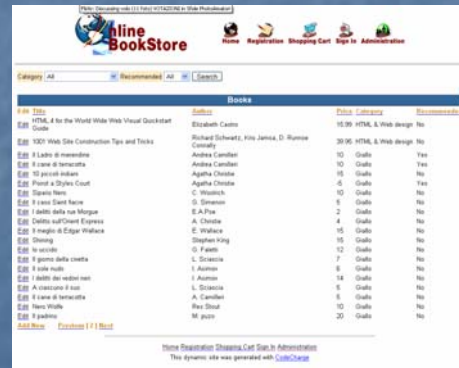 nline
BookStore
Home Registration Shopping Cart Sign In Administration
Category All Recommended All Search
Books
Edit Title Author Price Category Recommended
Edit HTML 4 for the World Wide Web Visual Quickstart Guide Elizabeth Castro 15.99 HTML & Web design No
Edit 1001 Web Site Construction Tips and Tricks Richard Schwartz, Kris Jamsa, D. Connally 39.95 HTML & Web design No
Edit Il Ladro di merendine Andrea Camilleri 10 Giallo Yes
Edit Il cane di terracotta Andrea Camilleri 10 Giallo Yes
Edit 10 piccoli indiani Agatha Christie 15 Giallo No
Edit Poirot a Styles Court Agatha Christie -5 Giallo Yes
Edit Sipario Nero C. Woolrich 10 Giallo No
Edit Il caso Saint fiacre G. Simenon 5 Giallo No
Edit I delitti della rue Morgue E.A.Poe 2 Giallo No
Edit Delitto sull'Orient Express A. Christie 4 Giallo No
Edit Il meglio di Edgar Wallace E. Wallace 15 Giallo No
Edit Shining Stephen King 15 Giallo No
Edit Io uccido G. Faletti 12 Giallo No
Edit Il giorno della civetta L. Sciascia 7 Giallo No
Edit Il sole nudo I. Asimov 6 Giallo No
Edit I delitti dei vedovi neri I. Asimov 14 Giallo No
Edit A ciascuno il suo L. Sciascia 5 Giallo No
Edit Il cane di terracotta A. Camilleri 5 Giallo No
Edit Nero Wolfe Rex Stout 10 Giallo No
Edit Il padrino M. puzo 20 Giallo No
Add New Previous [ 2 ] Next
Home Registration Shopping Cart Sign In Administration
This dynamic site was generated with CodeCharge